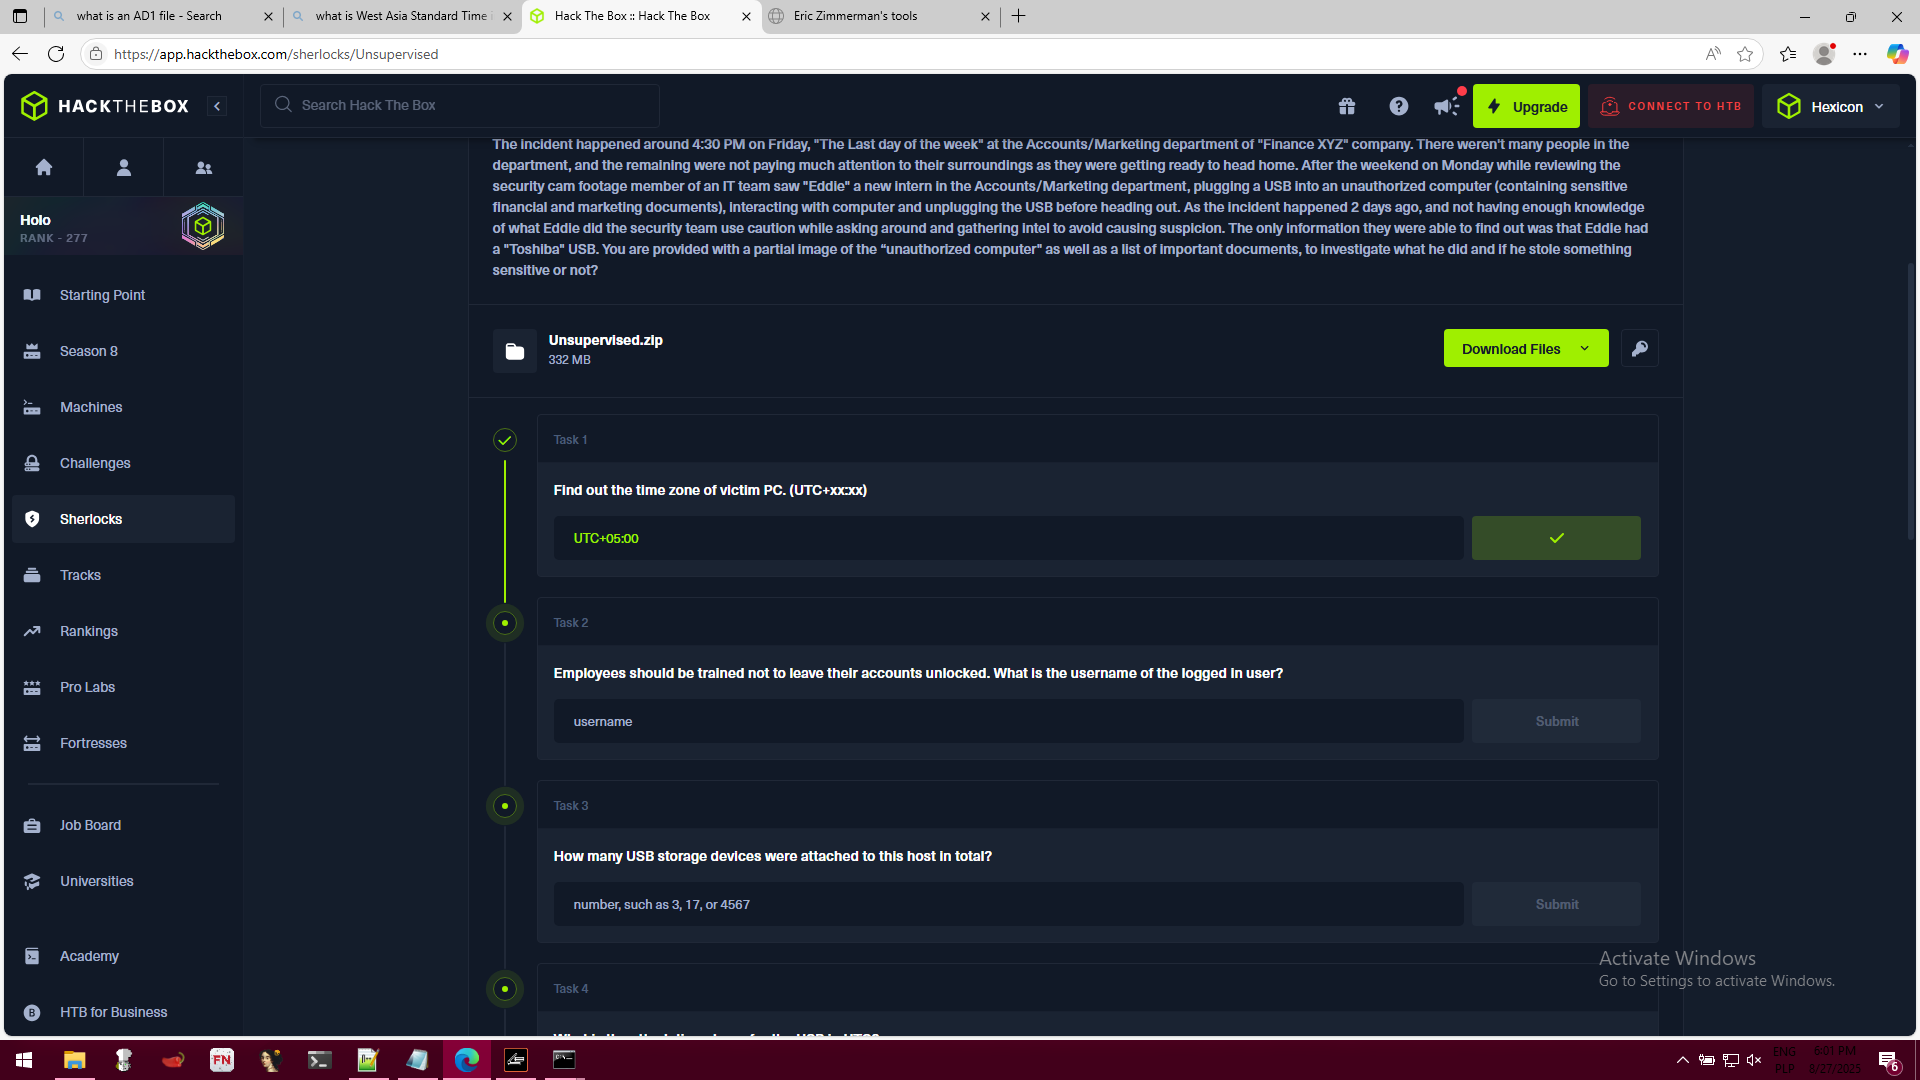 what is an AD1 file - Search
what is West Asia Standard Time i
Hack The Box :: Hack The Box
Eric Zimmerman's tools
https://app.hackthebox.com/sherlocks/Unsupervised
HACKTHEBOX
Search Hack The Box
Upgrade
CONNECT TO HTB
Hexicon
Holo
RANK - 277
Starting Point
Season 8
Machines
Challenges
Sherlocks
Tracks
Rankings
Pro Labs
Fortresses
Job Board
Universities
Academy
HTB for Business
The incident happened around 4:30 PM on Friday, "The Last day of the week" at the Accounts/Marketing department of "Finance XYZ" company. There weren't many people in the
department, and the remaining were not paying much attention to their surroundings as they were getting ready to head home. After the weekend on Monday while reviewing the
security cam footage member of an IT team saw "Eddie" a new intern in the Accounts/Marketing department, plugging a USB into an unauthorized computer (containing sensitive
financial and marketing documents), interacting with computer and unplugging the USB before heading out. As the incident happened 2 days ago, and not having enough knowledge
of what Eddie did the security team use caution while asking around and gathering intel to avoid causing suspicion. The only information they were able to find out was that Eddie had
a "Toshiba" USB. You are provided with a partial image of the "unauthorized computer" as well as a list of important documents, to investigate what he did and if he stole something
sensitive or not?
Unsupervised.zip
332 MB
Download Files
Task 1
Find out the time zone of victim PC. (UTC+xx:xx)
UTC+05:00
Task 2
Employees should be trained not to leave their accounts unlocked. What is the username of the logged in user?
username
Submit
Task 3
How many USB storage devices were attached to this host in total?
number, such as 3, 17, or 4567
Submit
Task 4
Activate Windows
Go to Settings to activate Windows.
FN
ENG
PLP
6:01 PM
8/27/2025
6